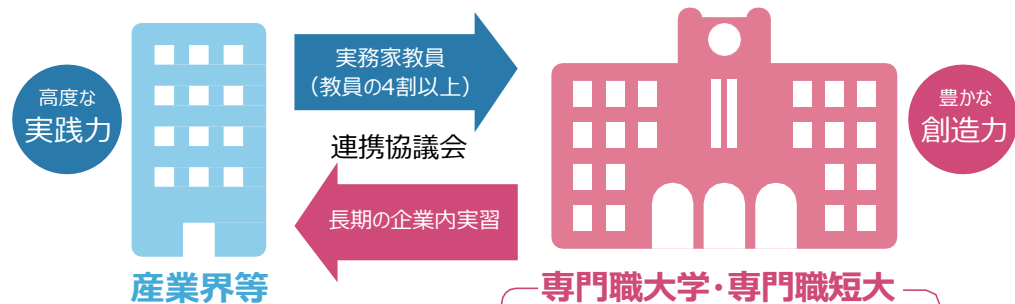 高度な
実践力
実務家教員
（教員の4割以上）
連携協議会
長期の企業内実習
豊かな
創造力
産業界等
専門職大学・専門職短大